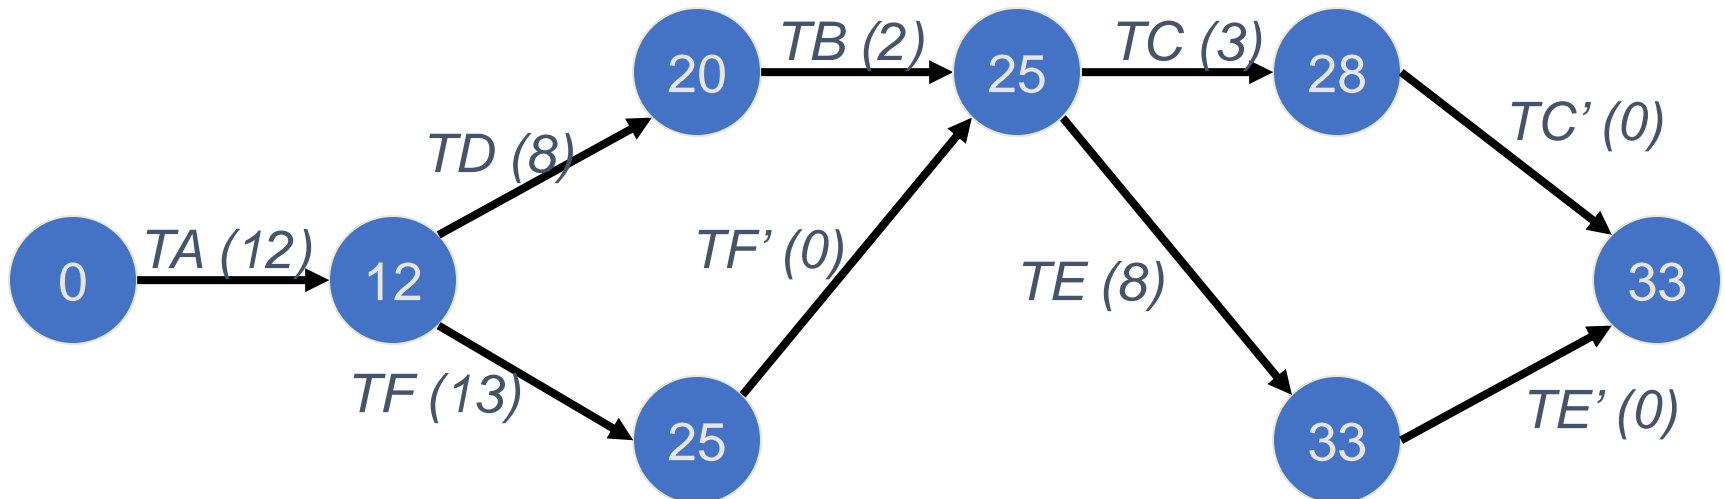 20
TB (2)
25
TC (3)
28
TC’ (0)
TD (8)
0
TA (12)
12
TF’ (0)
TE (8)
33
TF (13)
25
33
TE’ (0)